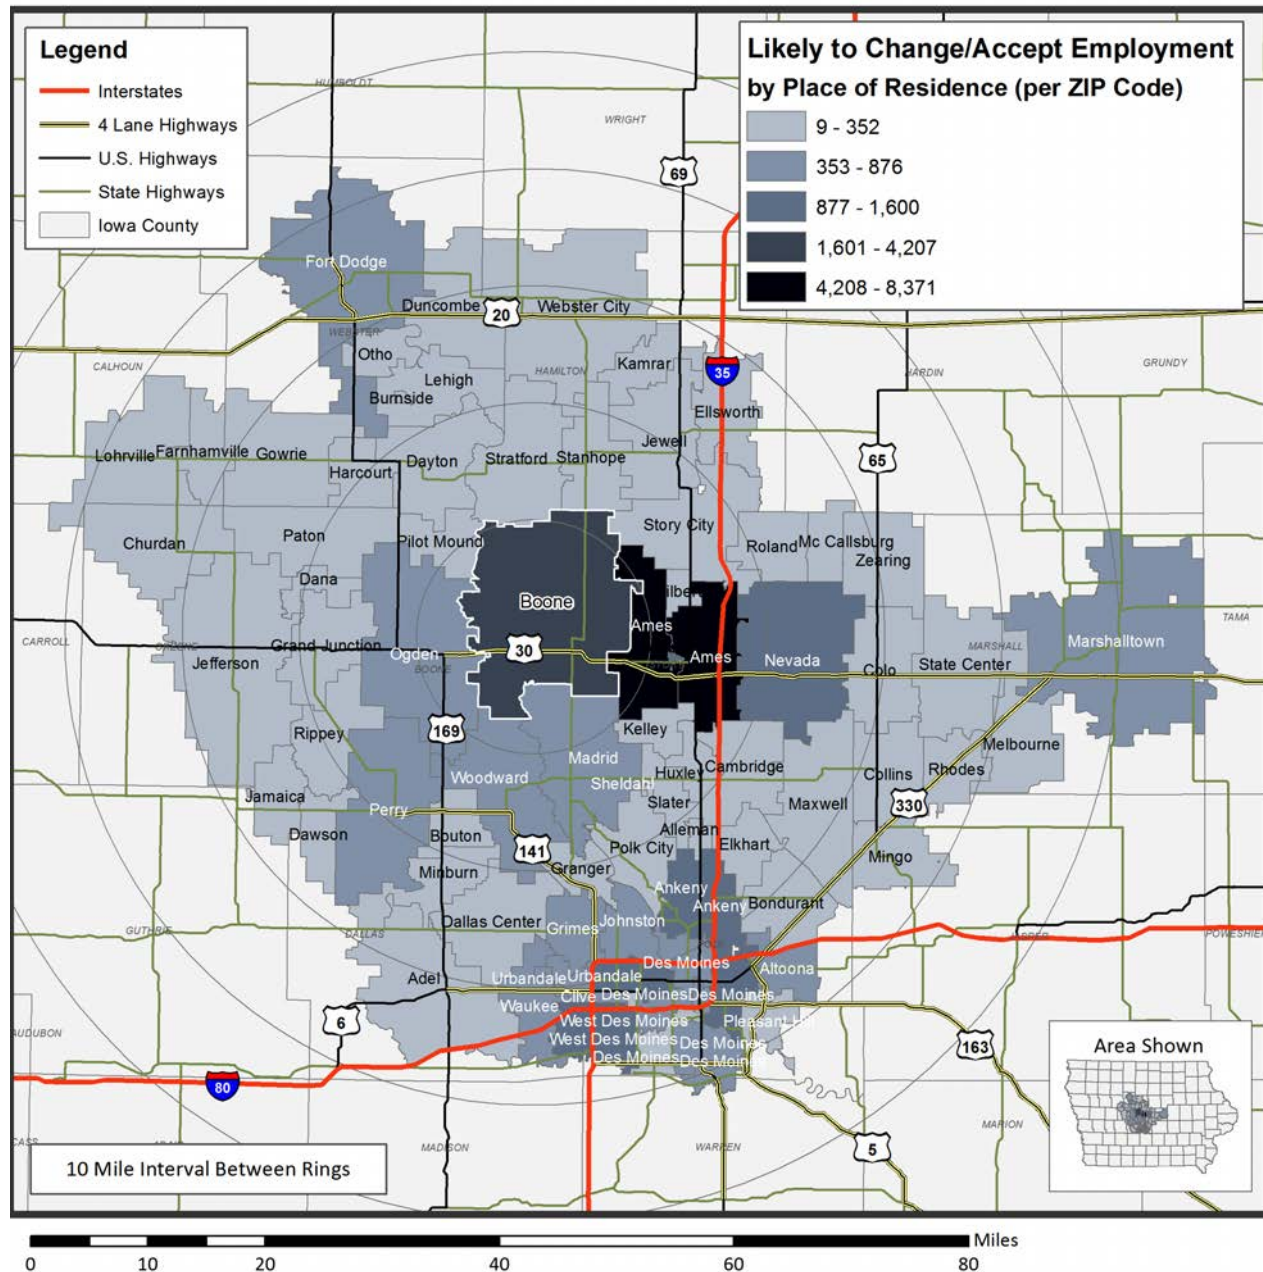 Legend
Interstates
4 Lane Highways
U.S. Highways
State Highways
Iowa County
Likely to Change/Accept Employment
by Place of Residence (per ZIP Code)
9 - 352
353 - 876
877 - 1,600
1,601 - 4,207
4,208 - 8,371
HUMBOLDT
WRIGHT
69
Fort Dodge
Duncombe
20
Webster City
WEBSTER
Otho
CALHOUN
HAMILTON
Kamrar
35
HARDIN
GRUNDY
Lehigh
Burnside
Ellsworth
Jewell
65
Lohrville
Farnhamville
Gowrie
Harcourt
Dayton
Stratford
Stanhope
Story City
Churdan
Paton
Pilot Mound
Roland
Mc Callsburg
Zearing
Dana
Boone
Ames
TAMA
CARROLL
GREENE
Grand Junction
Ogden
BOONE
30
Ames
Nevada
MARSHALL
Marshalltown
Jefferson
Colo
State Center
Rippey
169
Kelley
Melbourne
Madrid
Woodward
Sheldahl
Huxley
Cambridge
Collins
Rhodes
Jamaica
Perry
Slater
Maxwell
330
Dawson
Bouton
141
Alleman
Polk City
Elkhart
Mingo
Minburn
Granger
Ankeny
Ankeny
Bondurant
Dallas Center
Grimes
Johnston
GUTHRIE
DALLAS
POLK
JASPER
POWESHIEK
Des Moines
Altoona
Adel
Urbandale
Urbandale
Clive
Des Moines
Des Moines
Waukee
6
West Des Moines
Pleasant Hill
AUDUBON
West Des Moines
Des Moines
163
Des Moines
Des Moines
80
Area Shown
CASS
ADAIR
MADISON
WARREN
5
MARION
10 Mile Interval Between Rings
Miles
0 10 20 40 60 80